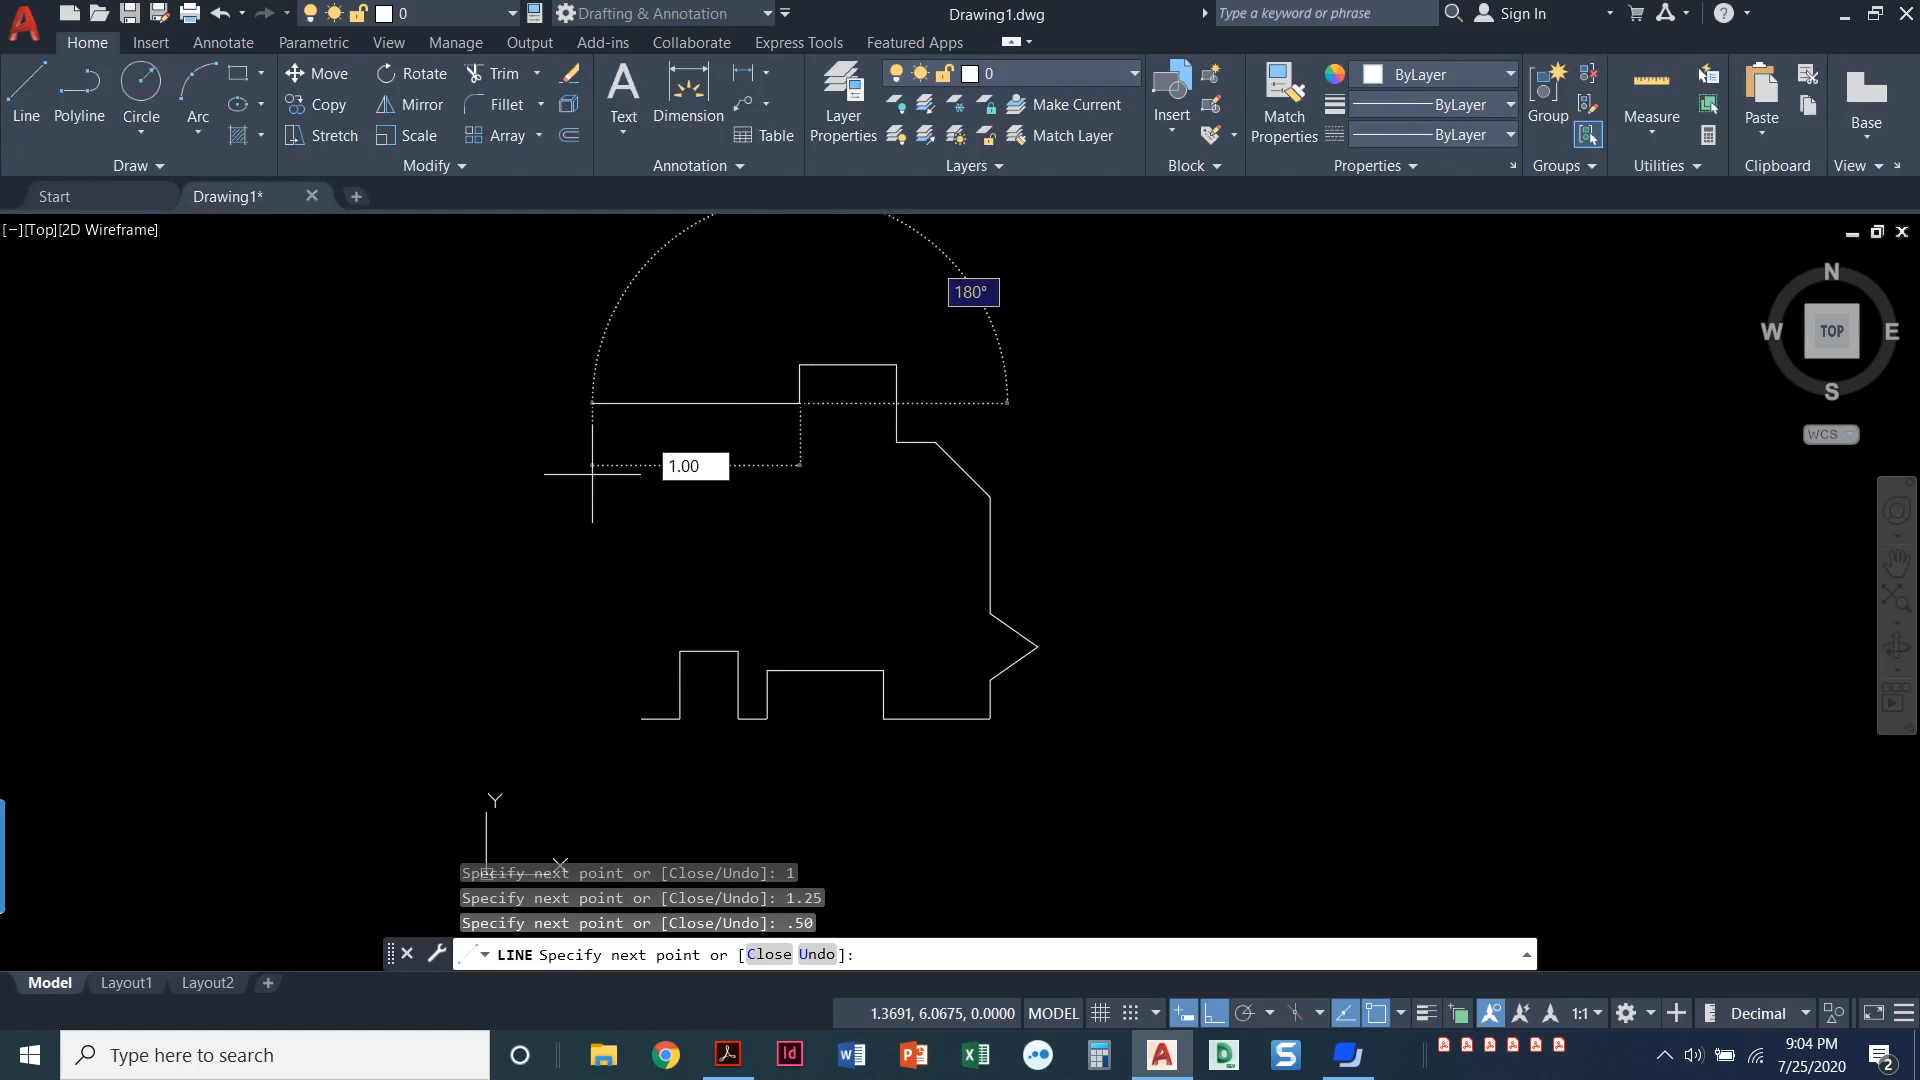 0
Drafting & Annotation
Drawing1.dwg
Type a keyword or phrase
Sign In
Home Insert Annotate Parametric View Manage Output Add-ins Collaborate Express Tools Featured Apps
Line Polyline Circle Arc
Move Rotate Trim
Copy Mirror Fillet
Stretch Scale Array
Text Dimension Table
Layer Properties
0
Make Current
Match Layer
Insert
Match Properties
ByLayer
ByLayer
ByLayer
Group
Measure
Paste
Base
Draw Modify Annotation Layers Block Properties Groups Utilities Clipboard View
Start Drawing1*
[−][Top][2D Wireframe]
180°
1.00
N
W TOP E
S
WCS
Y
X
Specify next point or [Close/Undo]: 1
Specify next point or [Close/Undo]: 1.25
Specify next point or [Close/Undo]: .50
LINE Specify next point or [Close Undo]:
Model Layout1 Layout2
1.3691, 6.0675, 0.0000 MODEL 1:1 Decimal
Type here to search
9:04 PM
7/25/2020
2